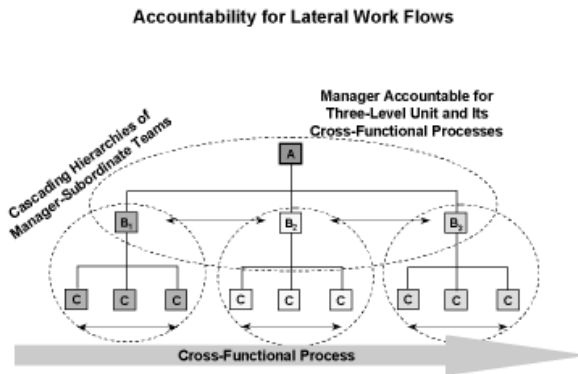 Accountability for Lateral Work Flows
Manager Accountable for
Three-Level Unit and Its
Cross-Functional Processes
Cascading Hierarchies of
Manager-Subordinate Teams
A
B1 B2 B3
C C C C C C C C C
Cross-Functional Process